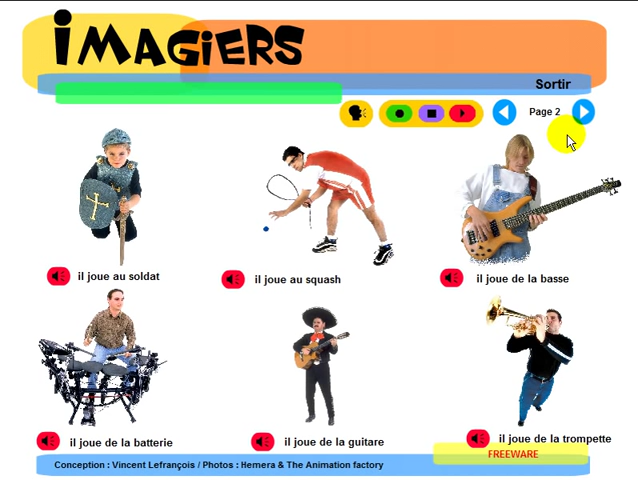 iMAGiERS
Sortir
Page 2
il joue au soldat
il joue au squash
il joue de la basse
il joue de la batterie
il joue de la guitare
il joue de la trompette
FREEWARE
Conception : Vincent Lefrançois / Photos : Hemera & The Animation factory